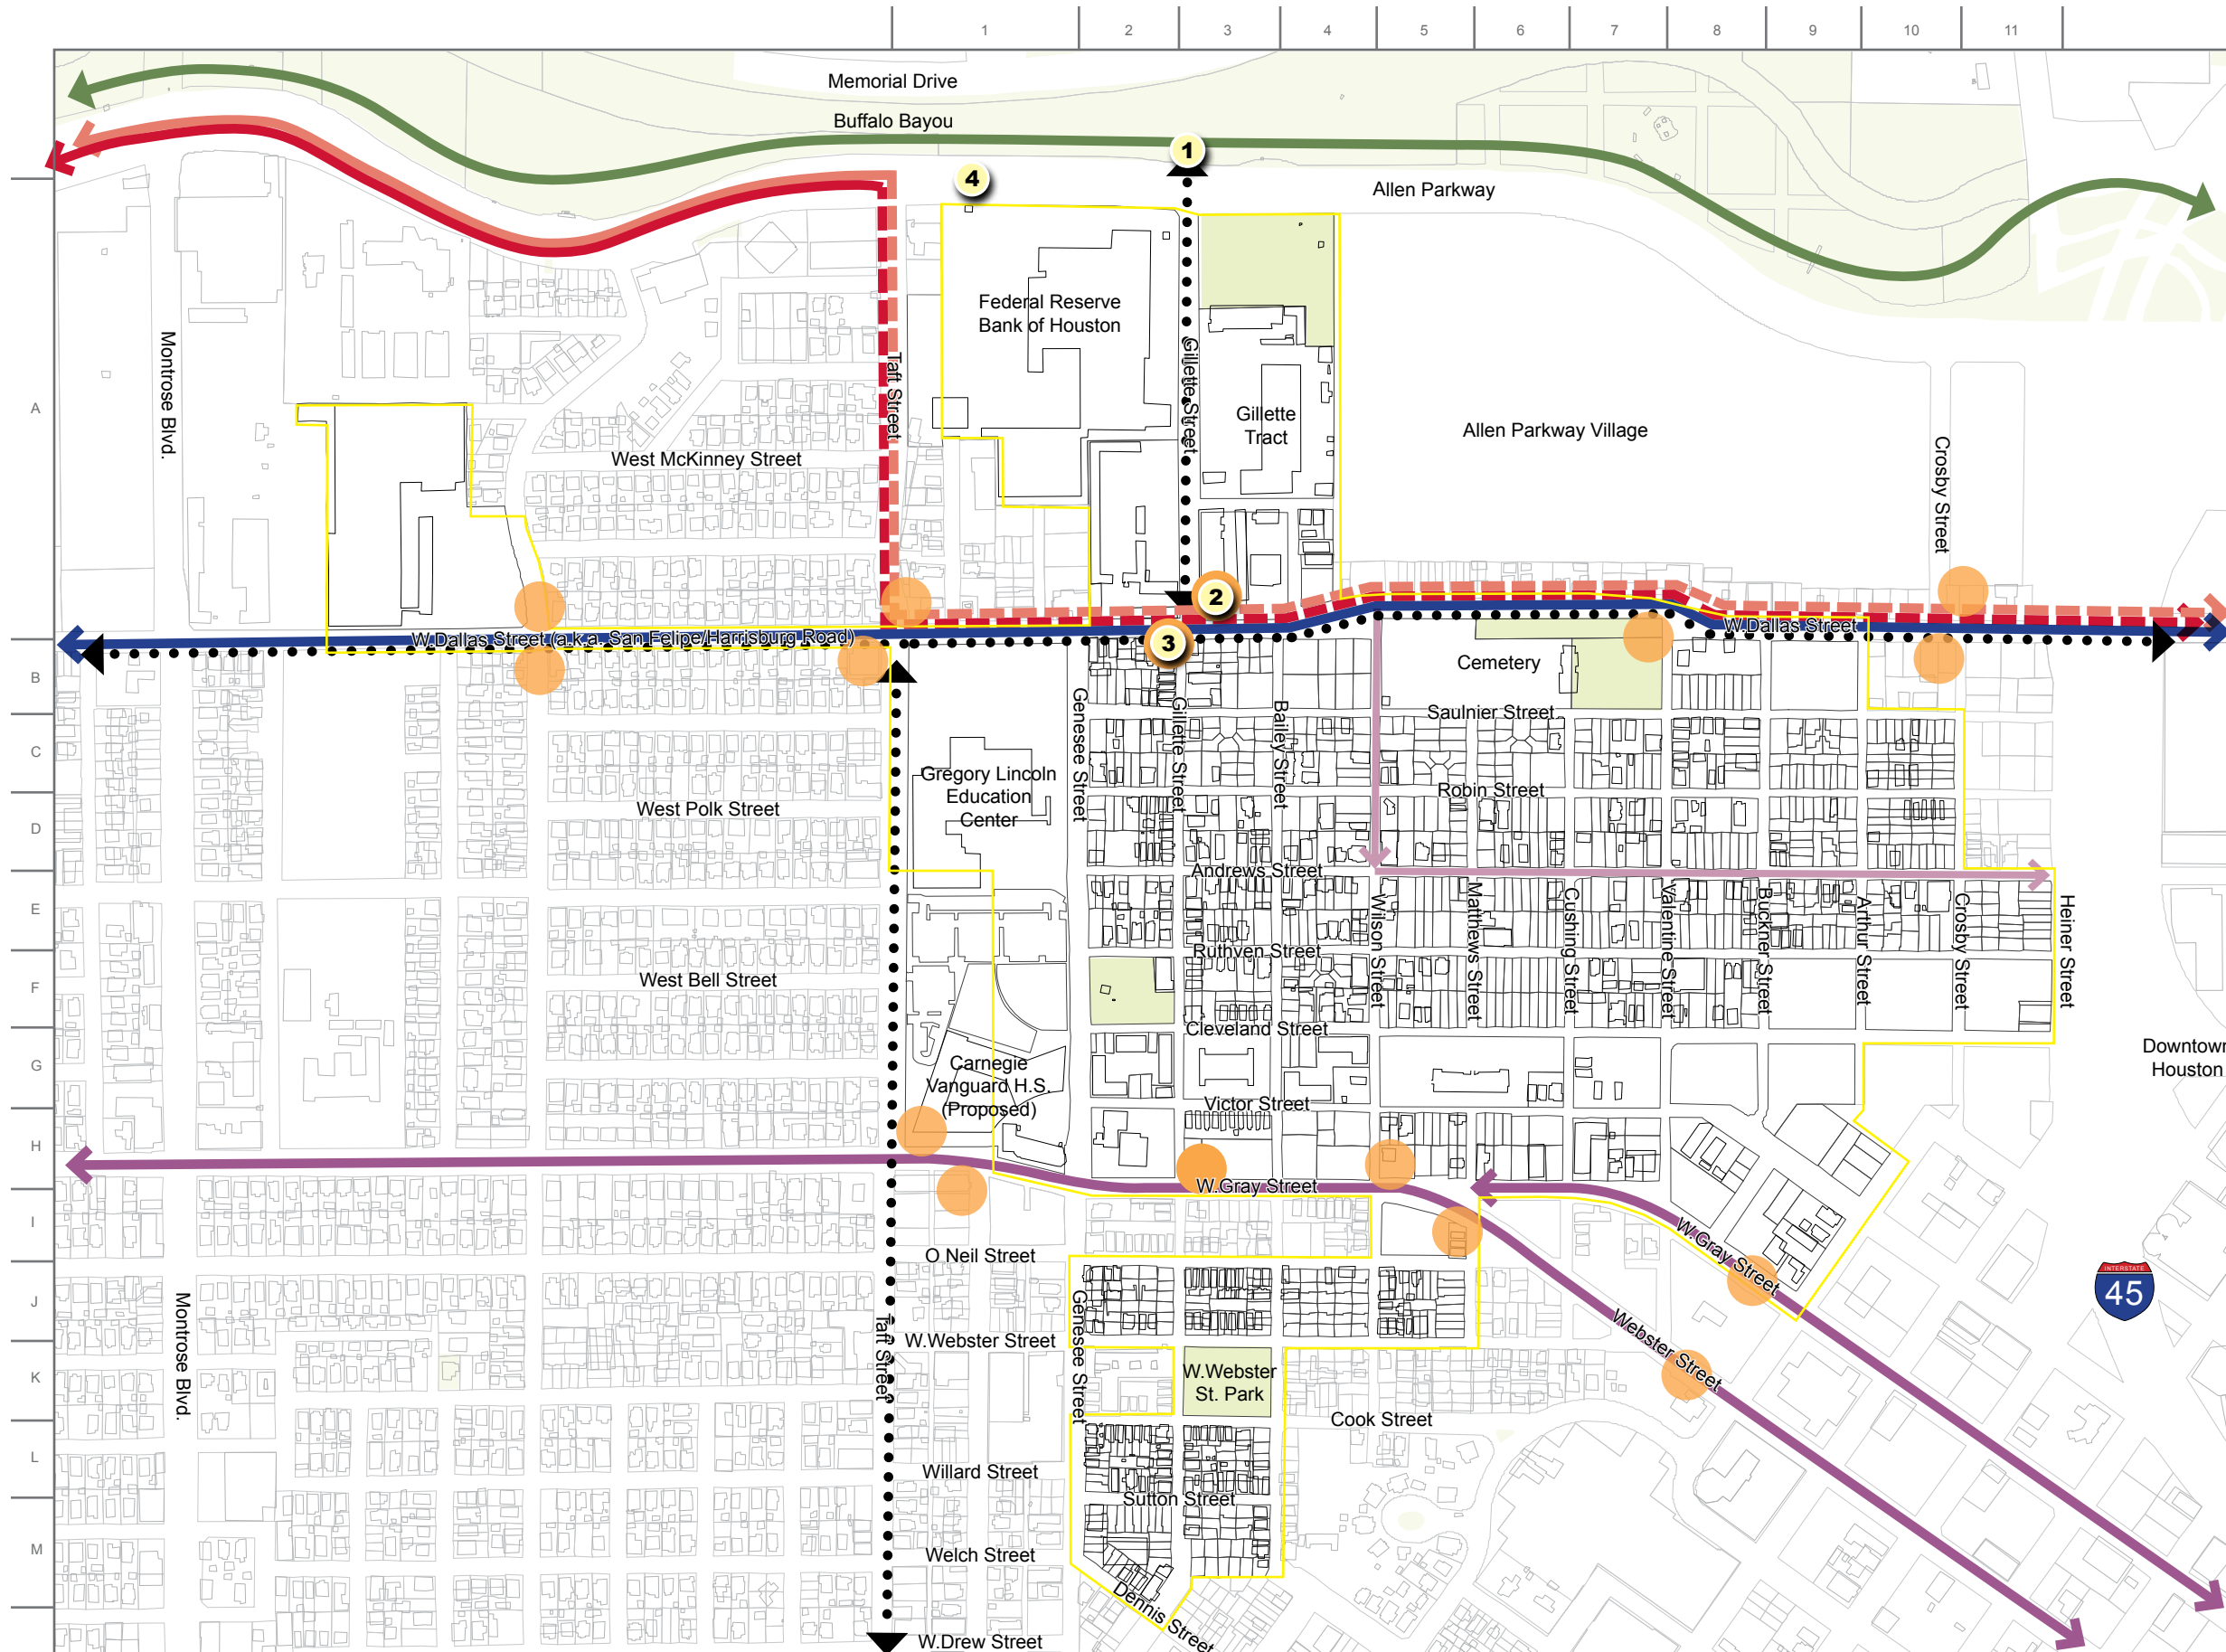 1 2 3 4 5 6 7 8 9 10 11
Memorial Drive
Buffalo Bayou
1
4
Allen Parkway
Federal Reserve
Bank of Houston
Montrose Blvd.
Taft Street
Gillette Street
A
Gillette
Tract
Allen Parkway Village
West McKinney Street
Crosby Street
2
W.Dallas Street (a.k.a. San Felipe/Harrisburg Road)
3
W.Dallas Street
B
Cemetery
Genesee Street
Gillette Street
Bailey Street
Saulnier Street
C
Gregory Lincoln
Education
Center
Robin Street
West Polk Street
D
Andrews Street
E
Wilson Street
Matthews Street
Cushing Street
Valentine Street
Buckner Street
Arthur Street
Crosby Street
Heiner Street
Ruthven Street
West Bell Street
F
Cleveland Street
G
Carnegie
Vanguard H.S.
(Proposed)
Downtown
Houston
Victor Street
H
W.Gray Street
I
W.Gray Street
O Neil Street
INTERSTATE
45
J
Montrose Blvd.
Taft Street
Genesee Street
W.Webster Street
Webster Street
K
W.Webster
St. Park
Cook Street
L
Willard Street
Sutton Street
M
Welch Street
Dennis Street
W.Drew Street